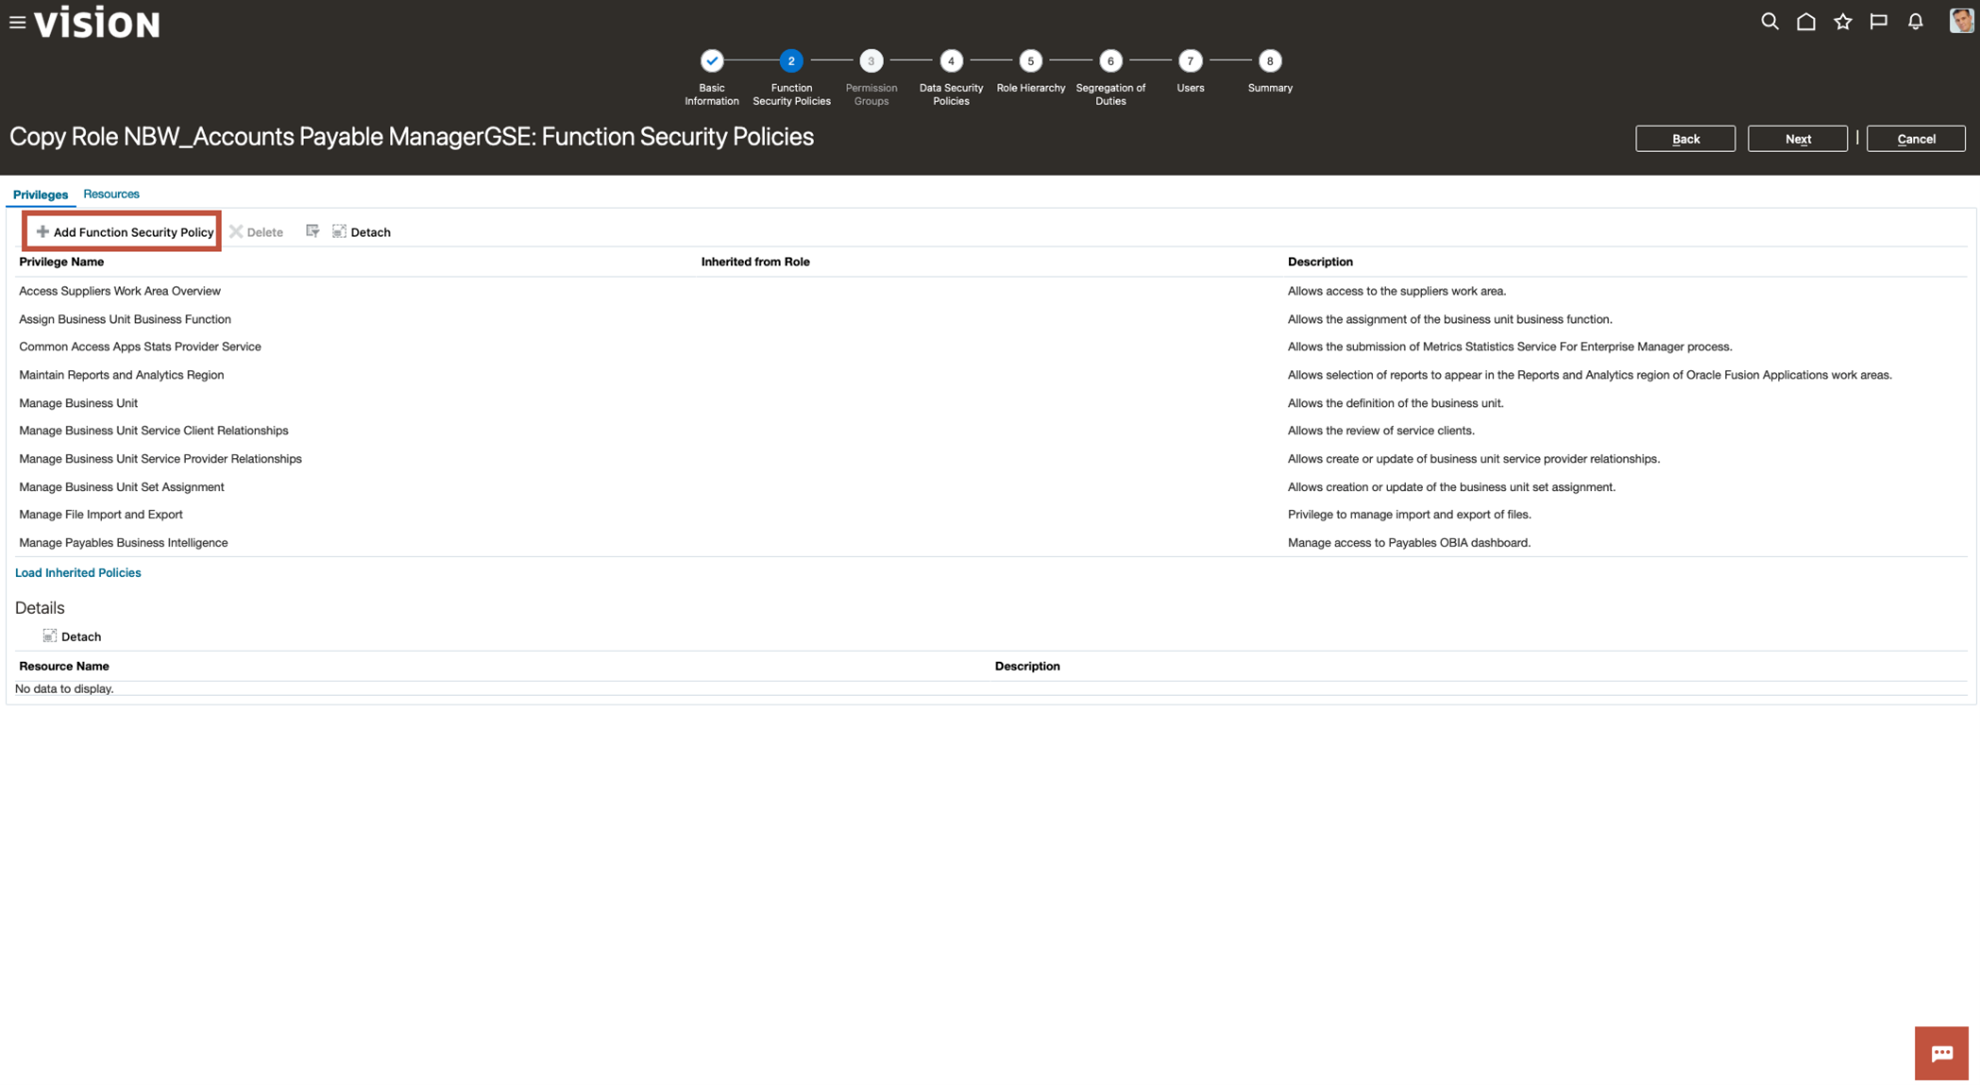 vision
2
3
4
5
6
7
8
Basic
Information
Function
Security Policies
Permission
Groups
Data Security
Policies
Role Hierarchy
Segregation of
Duties
Users
Summary
Copy Role NBW_Accounts Payable ManagerGSE: Function Security Policies
Back
Next
Cancel
Privileges
Resources
Add Function Security Policy
Delete
Detach
Privilege Name
Inherited from Role
Description
Access Suppliers Work Area Overview
Allows access to the suppliers work area.
Assign Business Unit Business Function
Allows the assignment of the business unit business function.
Common Access Apps Stats Provider Service
Allows the submission of Metrics Statistics Service For Enterprise Manager process.
Maintain Reports and Analytics Region
Allows selection of reports to appear in the Reports and Analytics region of Oracle Fusion Applications work areas.
Manage Business Unit
Allows the definition of the business unit.
Manage Business Unit Service Client Relationships
Allows the review of service clients.
Manage Business Unit Service Provider Relationships
Allows create or update of business unit service provider relationships.
Manage Business Unit Set Assignment
Allows creation or update of the business unit set assignment.
Manage File Import and Export
Privilege to manage import and export of files.
Manage Payables Business Intelligence
Manage access to Payables OBIA dashboard.
Load Inherited Policies
Details
Detach
Resource Name
Description
No data to display.